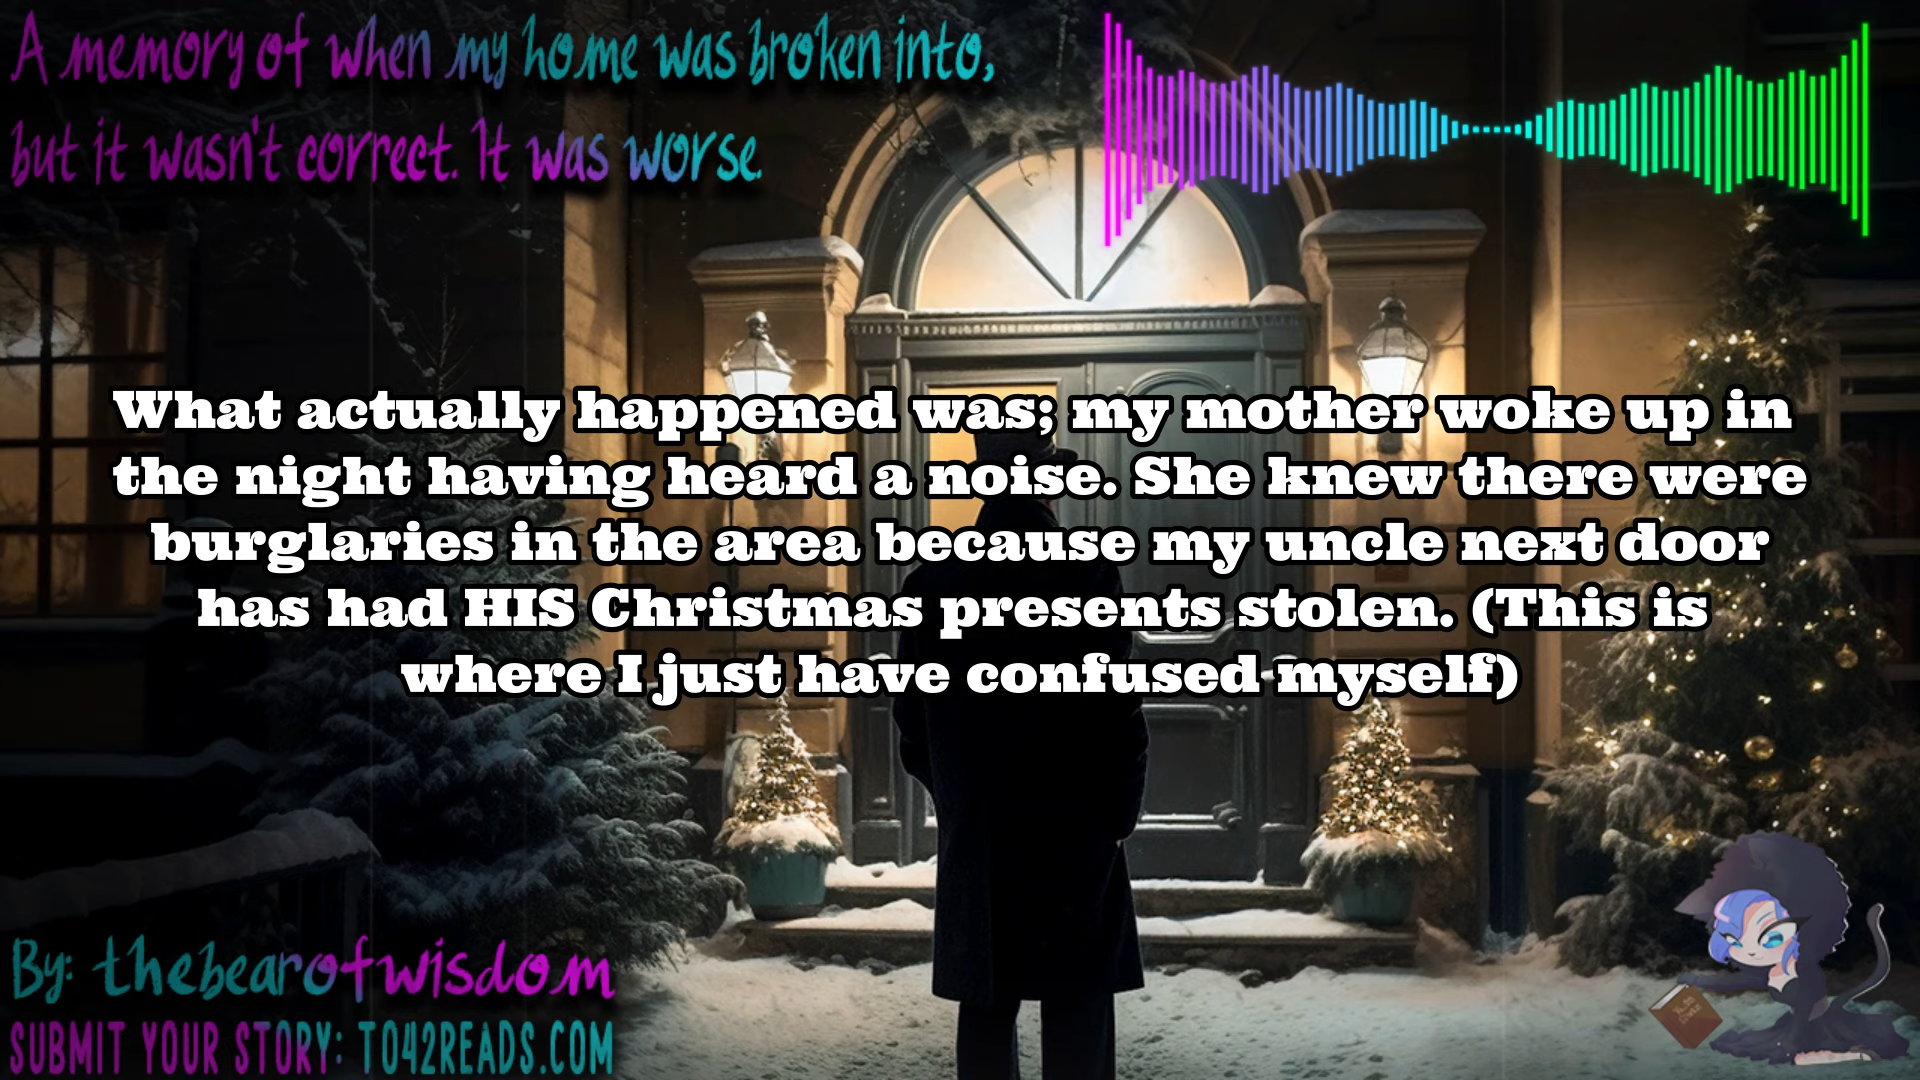 A memory of when my home was broken into,
but it wasn't correct. It was worse.
What actually happened was; my mother woke up in
the night having heard a noise. She knew there were
burglaries in the area because my uncle next door
has had HIS Christmas presents stolen. (This is
where I just have confused myself)
By: thebearofwisdom
SUBMIT YOUR STORY: TO42READS.COM